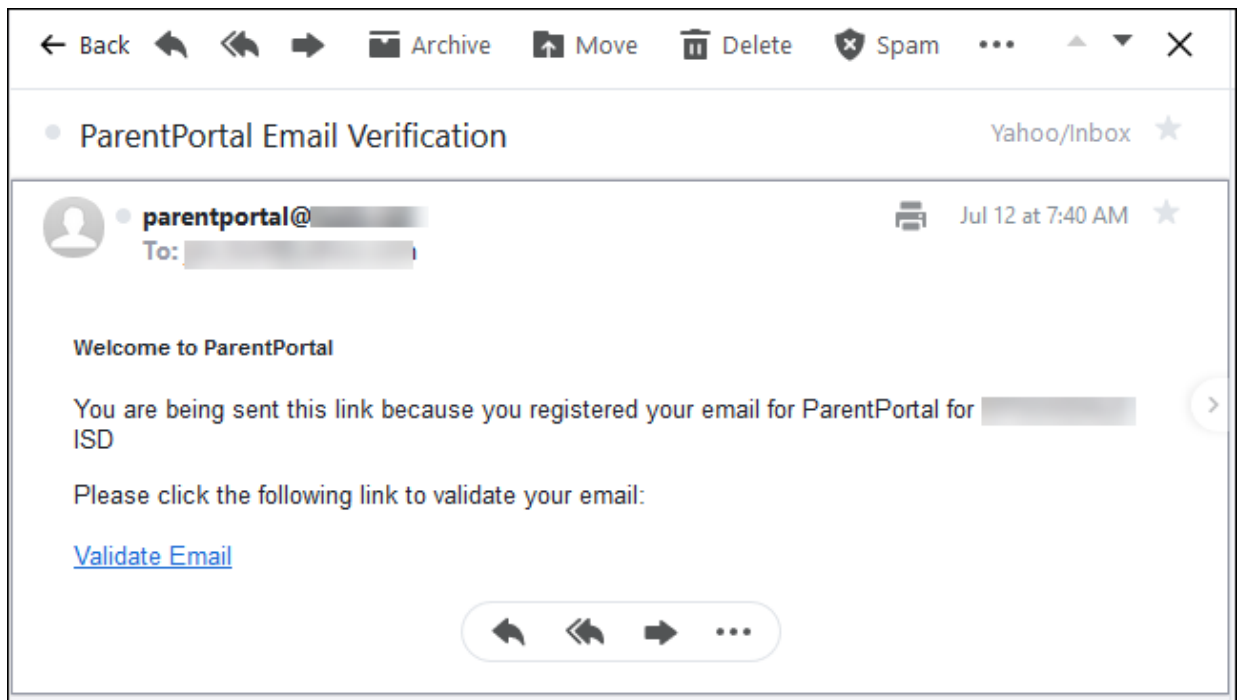 Back Archive Move Delete Spam
ParentPortal Email Verification Yahoo/Inbox
parentportal@ Jul 12 at 7:40 AM
To:
Welcome to ParentPortal
You are being sent this link because you registered your email for ParentPortal for
ISD
Please click the following link to validate your email:
Validate Email